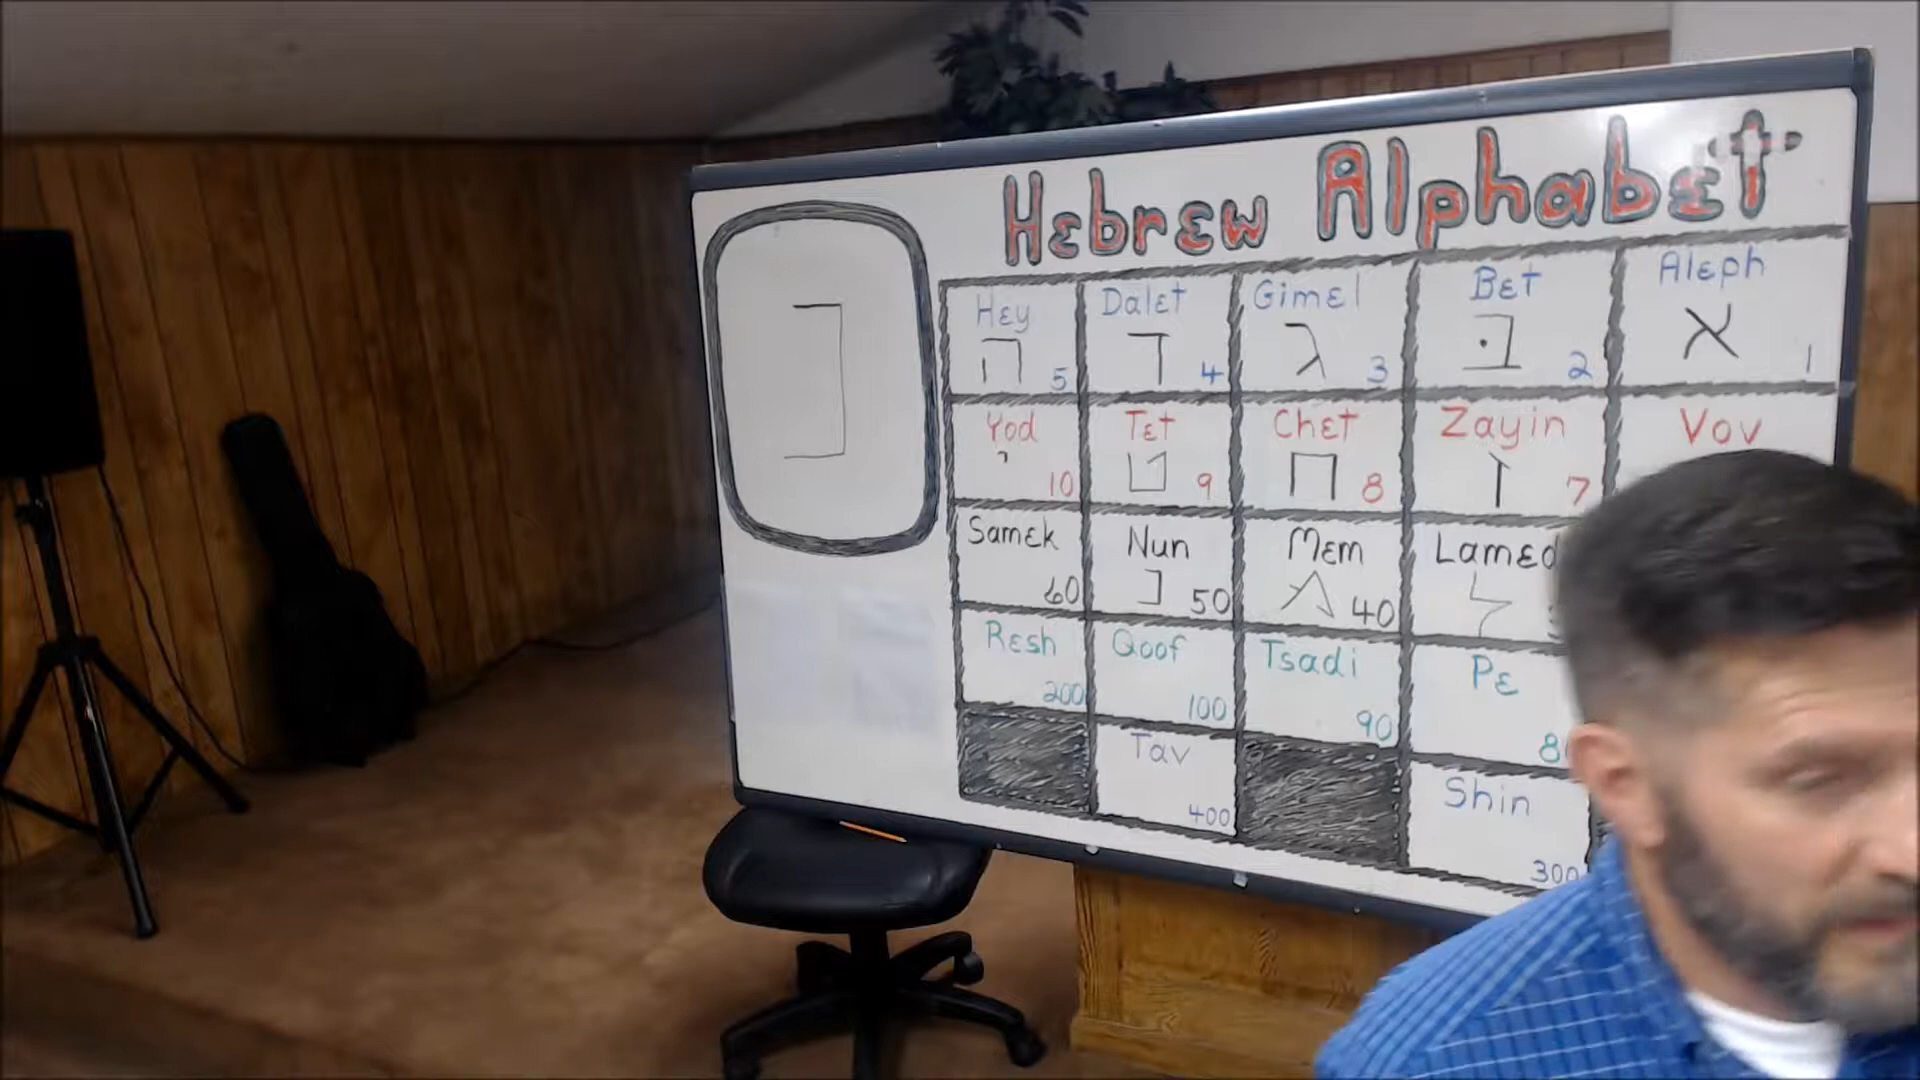 Hebrew Alphabet
נ
Hey Dalet Gimel Bet Aleph
ה 5 ד 4 ג 3 בּ 2 א 1
Yod Tet Chet Zayin Vov
י 10 ט 9 ח 8 ז 7
Samek Nun Mem Lamed
60 נ 50 מ 40 ל
Resh Qoof Tsadi Pe
200 100 90 8
Tav Shin
400 300